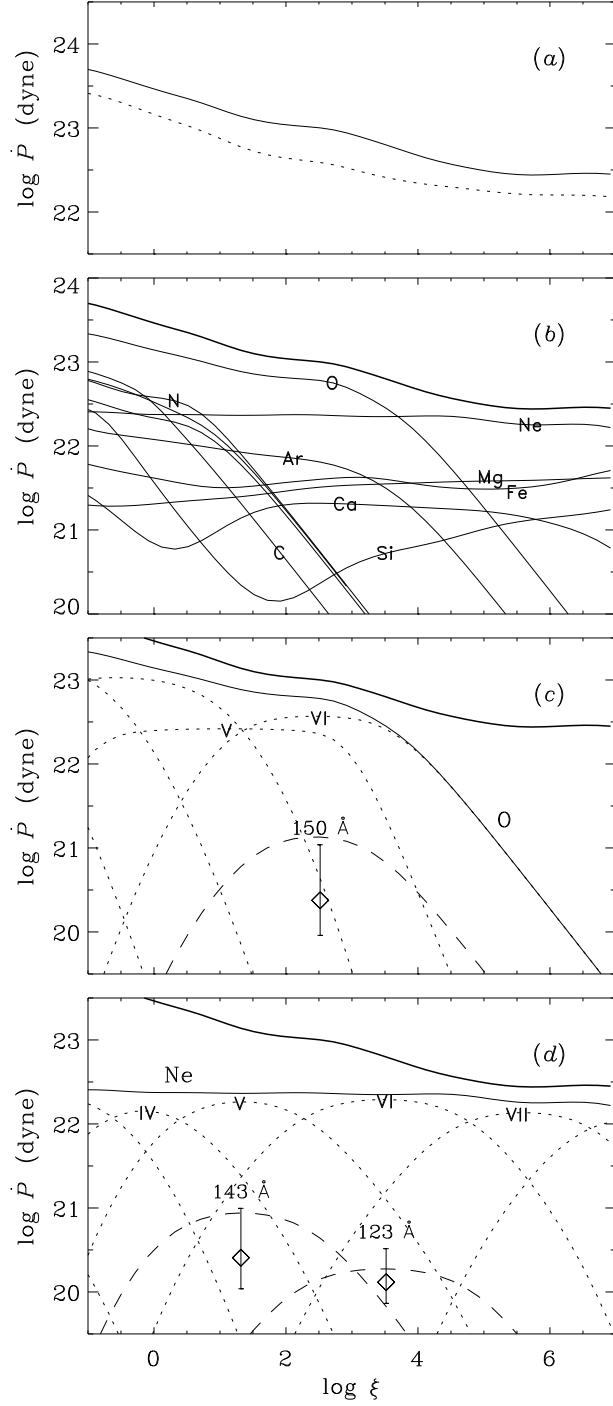 24
23
22
log Ṗ (dyne)
(a)
24
23
22
21
20
log Ṗ (dyne)
(b)
N
O
Ne
Ar
Mg
Fe
Ca
C
Si
23
22
21
20
log Ṗ (dyne)
(c)
V
VI
150 Å
O
23
22
21
20
log Ṗ (dyne)
(d)
Ne
IV
V
VI
VII
143 Å
123 Å
0 2 4 6
log ξ